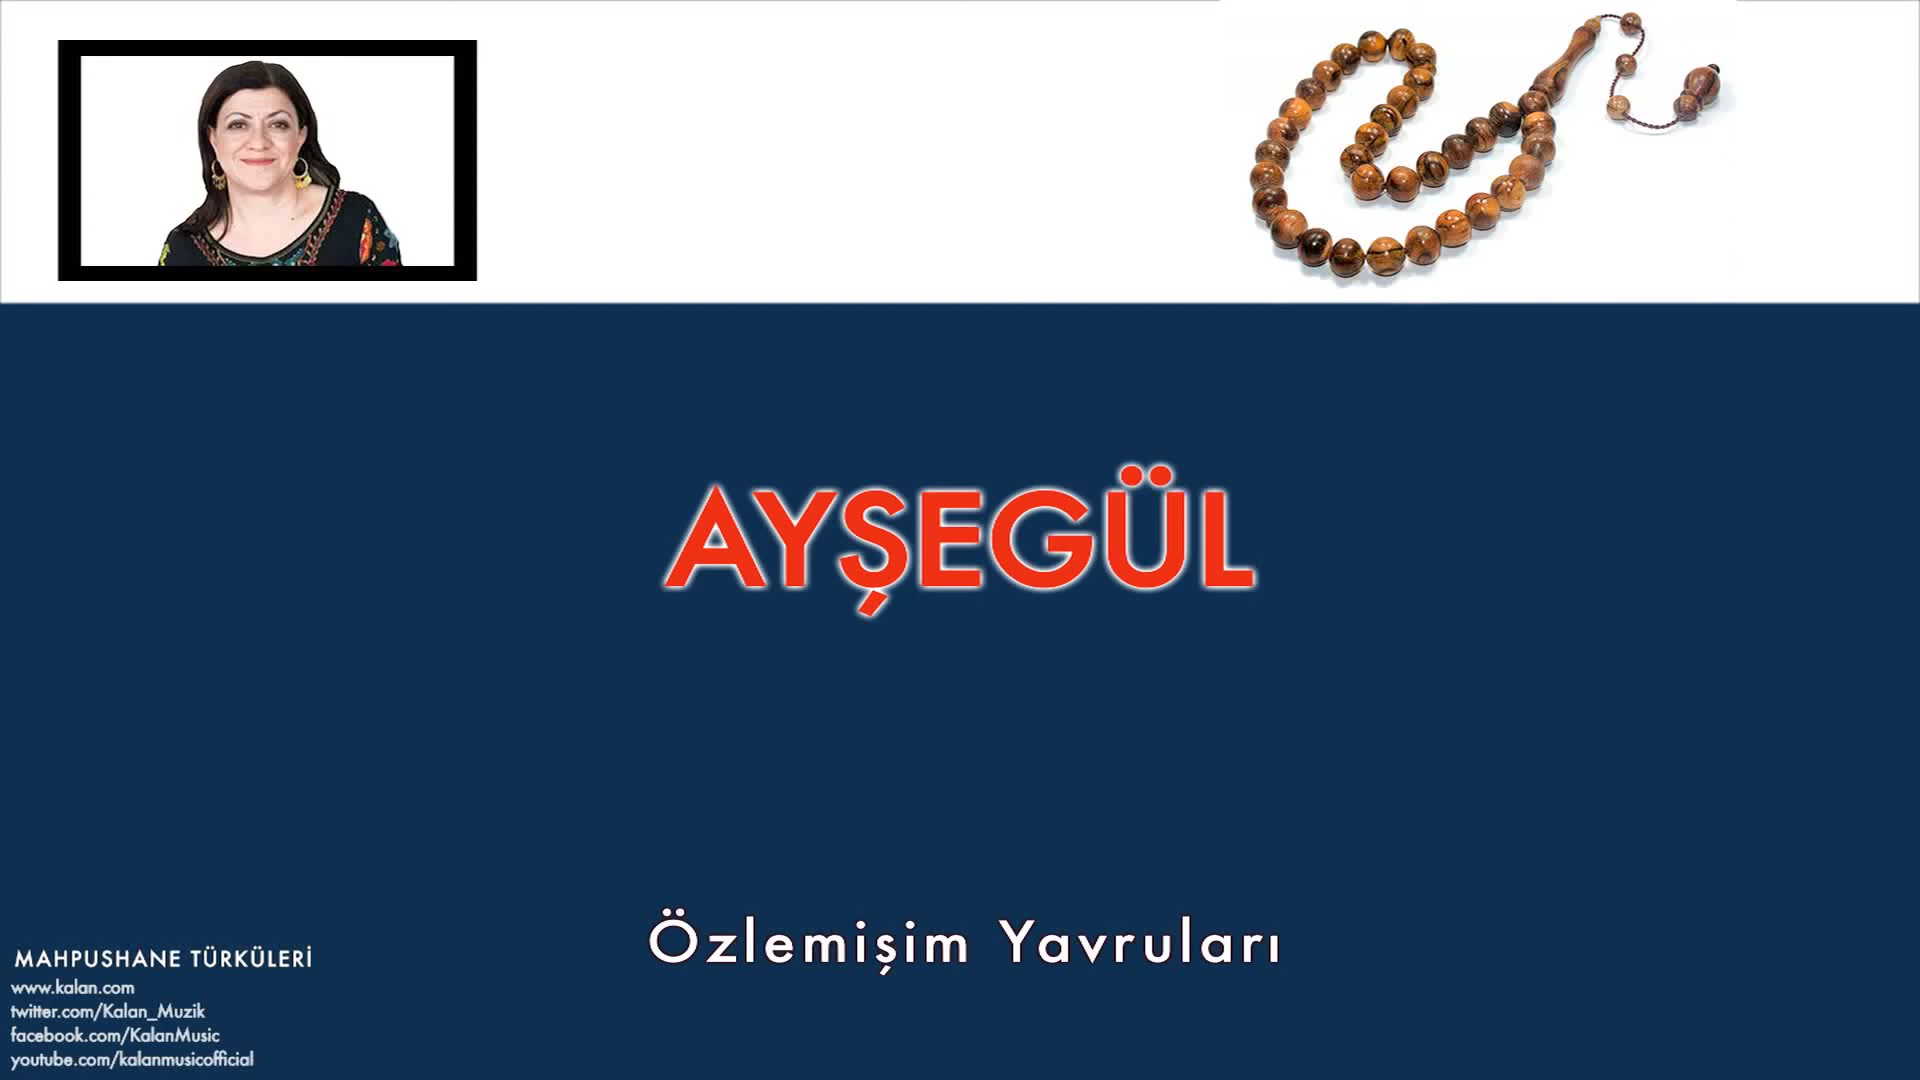 AYŞEGÜL
Özlemişim Yavruları
MAHPUSHANE TÜRKÜLERİ
www.kalan.com
twitter.com/Kalan_Muzik
facebook.com/KalanMusic
youtube.com/kalanmusicofficial